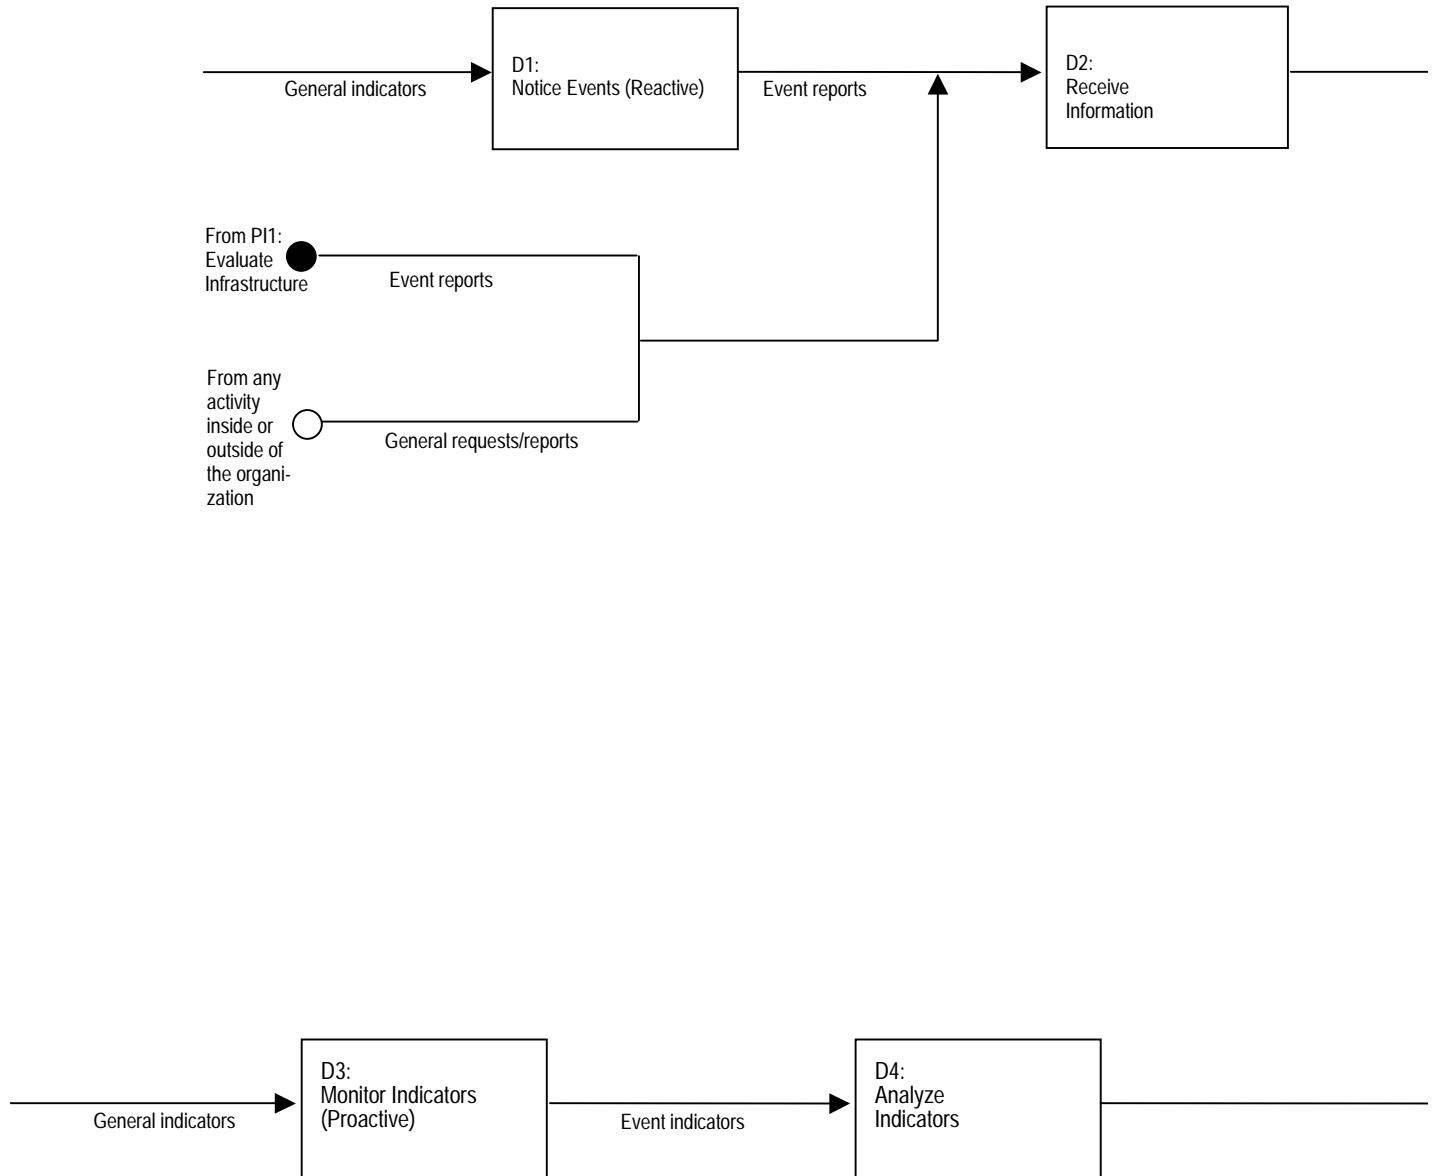 D1:
Notice Events (Reactive)
D2:
Receive
Information
General indicators
Event reports
From PI1:
Evaluate
Infrastructure
Event reports
From any
activity
inside or
outside of
the organi-
zation
General requests/reports
D3:
Monitor Indicators
(Proactive)
D4:
Analyze
Indicators
General indicators
Event indicators